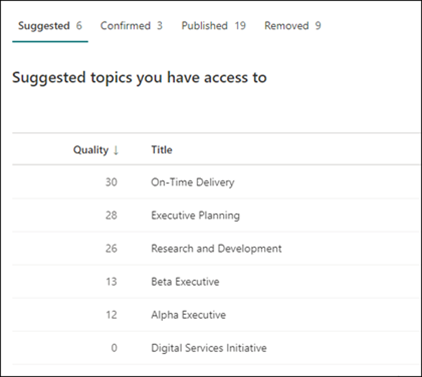 Suggested 6 Confirmed 3 Published 19 Removed 9
Suggested topics you have access to
Quality ↓ Title
30 On-Time Delivery
28 Executive Planning
26 Research and Development
13 Beta Executive
12 Alpha Executive
0 Digital Services Initiative